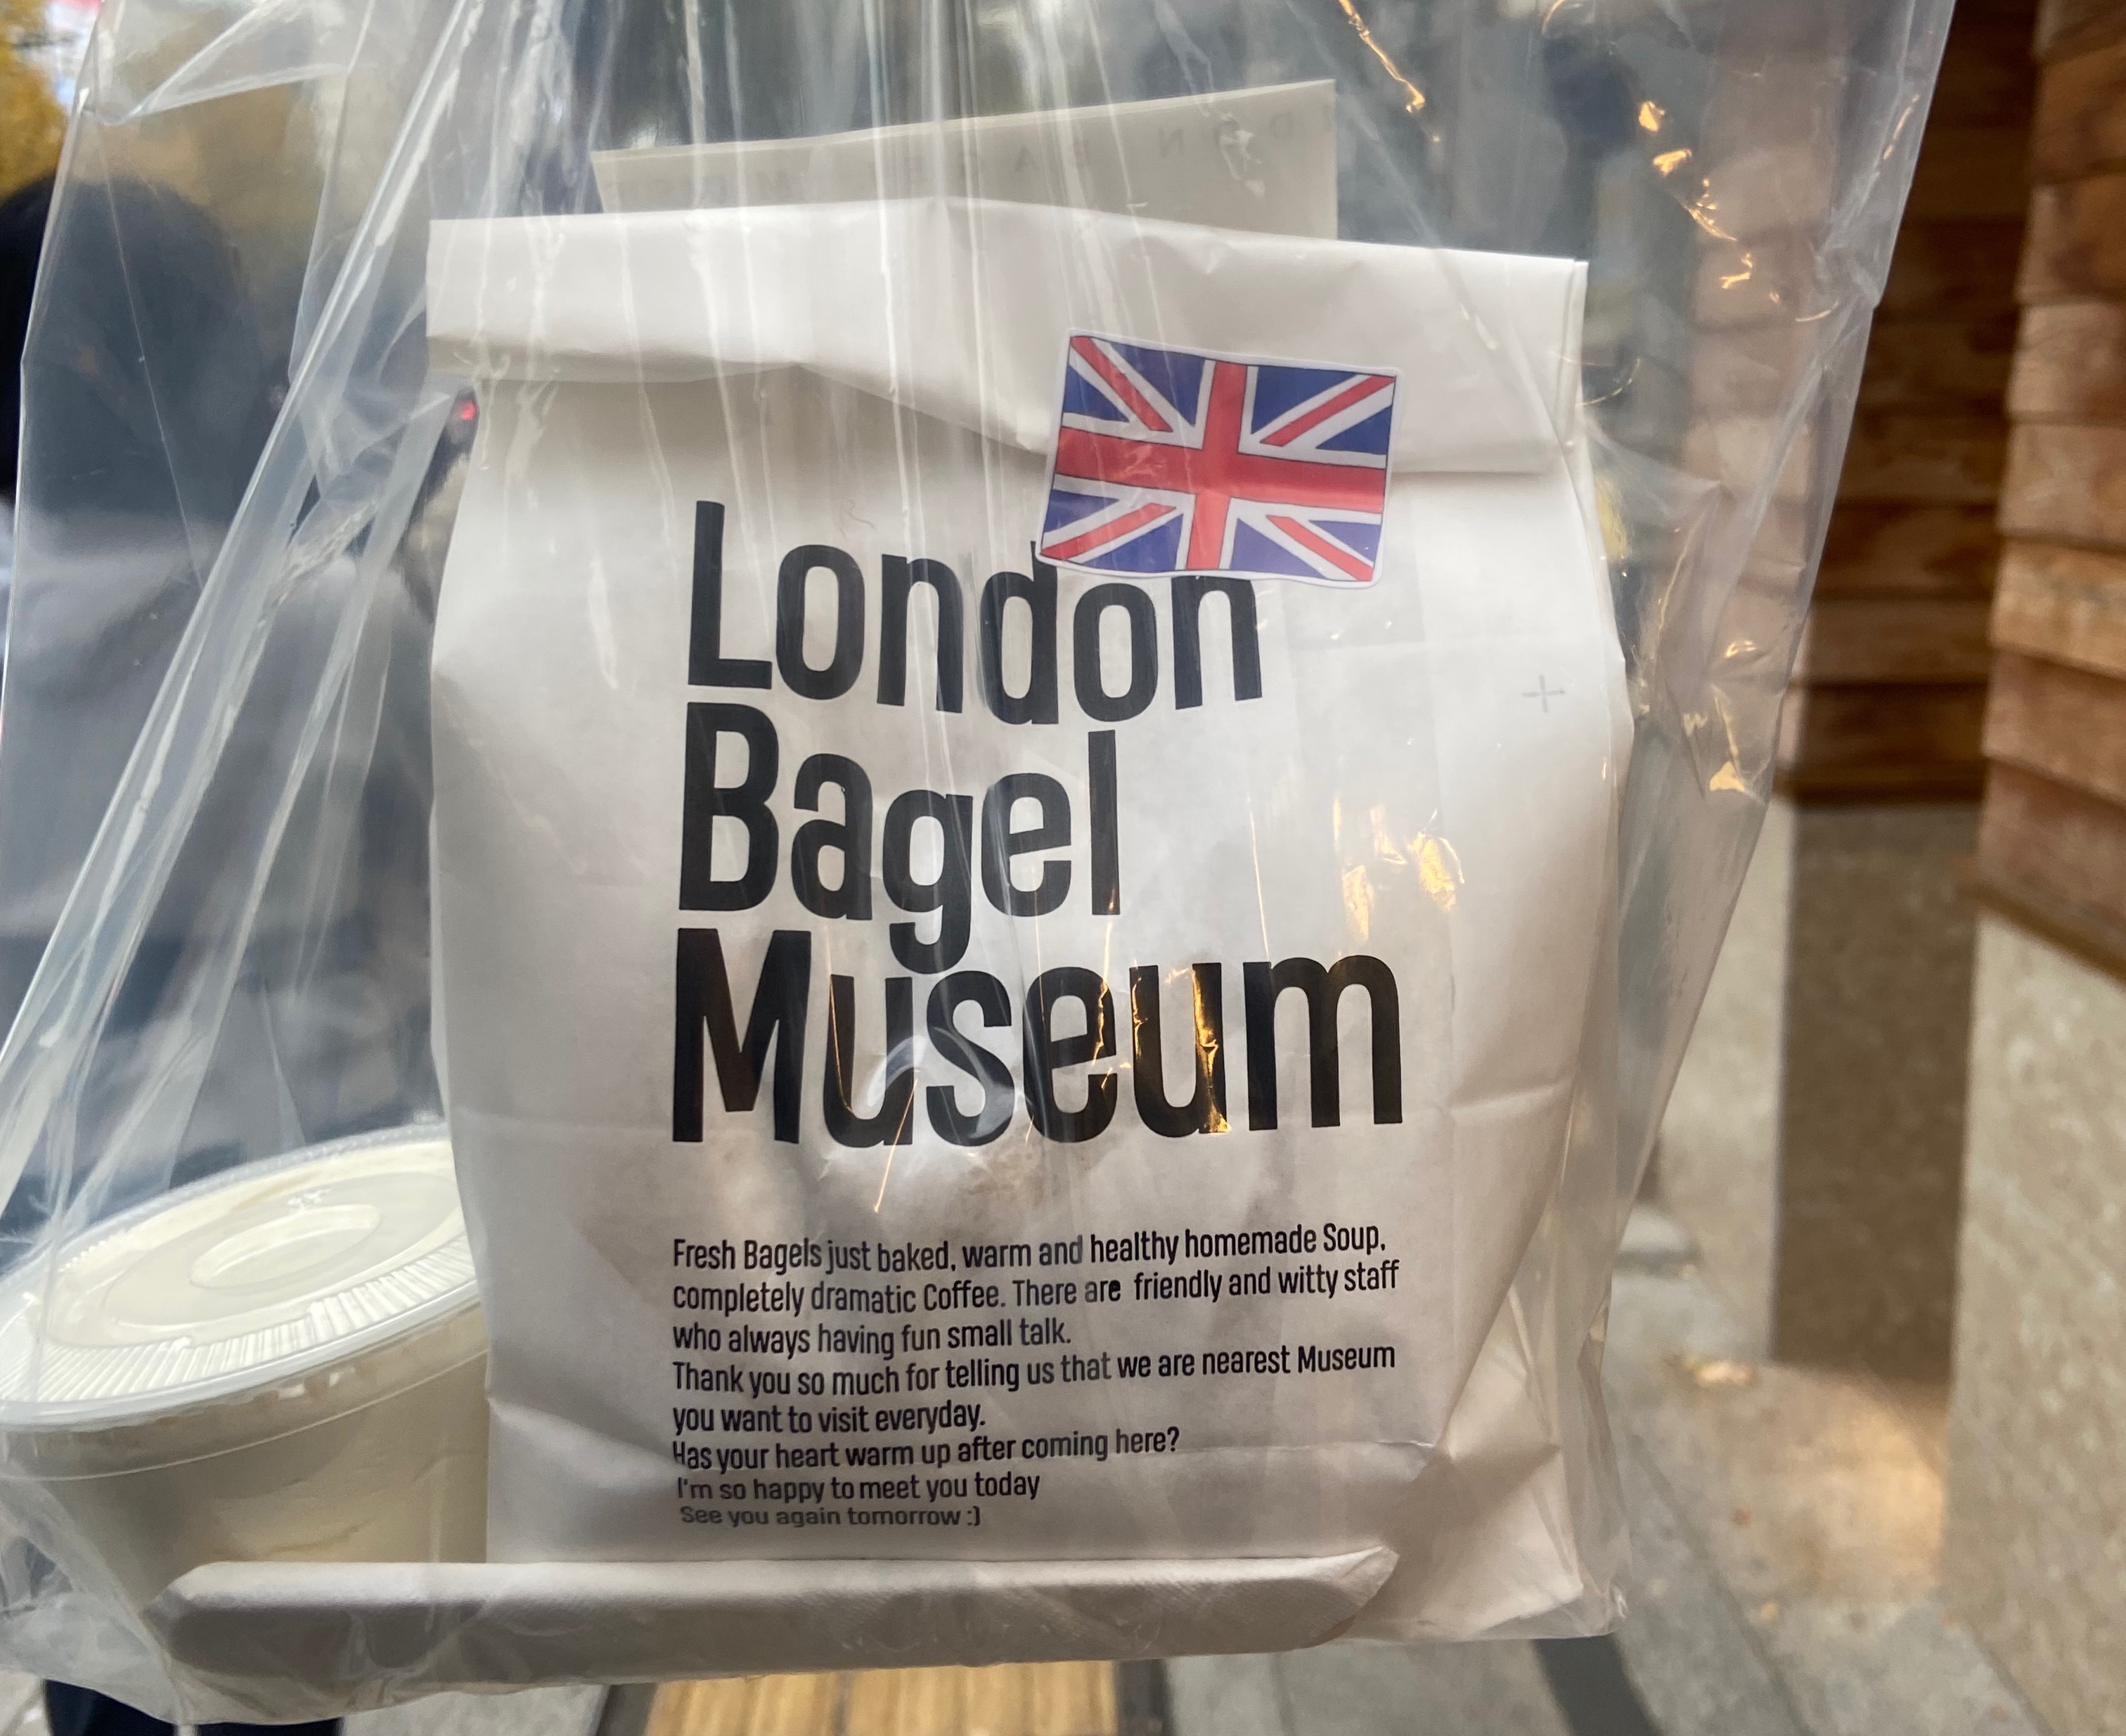 London
Bagel
Museum
Fresh Bagels just baked, warm and healthy homemade Soup,
completely dramatic Coffee. There are friendly and witty staff
who always having fun small talk.
Thank you so much for telling us that we are nearest Museum
you want to visit everyday.
Has your heart warm up after coming here?
I'm so happy to meet you today
See you again tomorrow :)